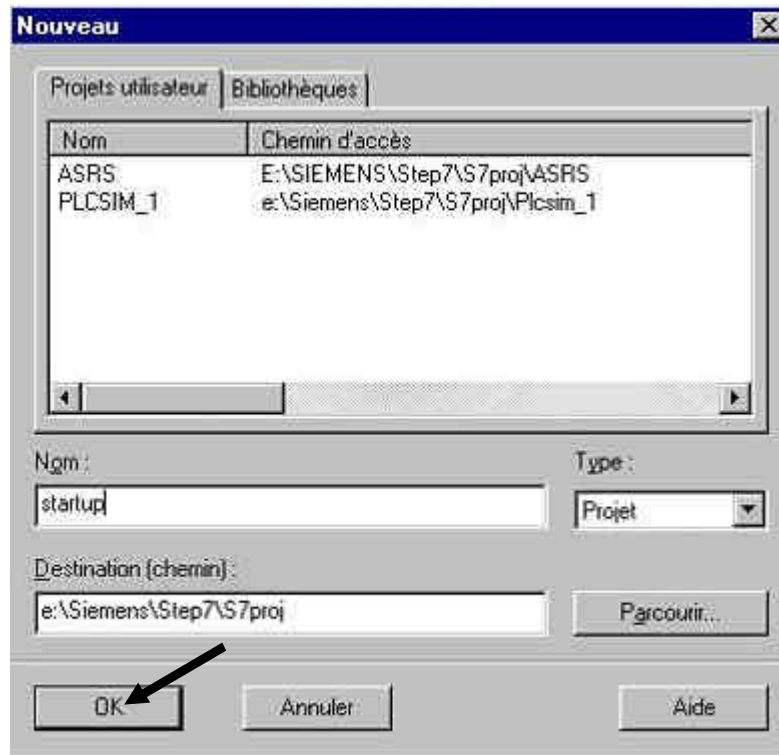 Nouveau
Projets utilisateur Bibliothèques
Nom Chemin d'accès
ASRS E:\SIEMENS\Step7\S7proj\ASRS
PLCSIM_1 e:\Siemens\Step7\S7proj\Plcsim_1
Nom : Type :
startup Projet
Destination (chemin) :
e:\Siemens\Step7\S7proj Parcourir...
OK Annuler Aide